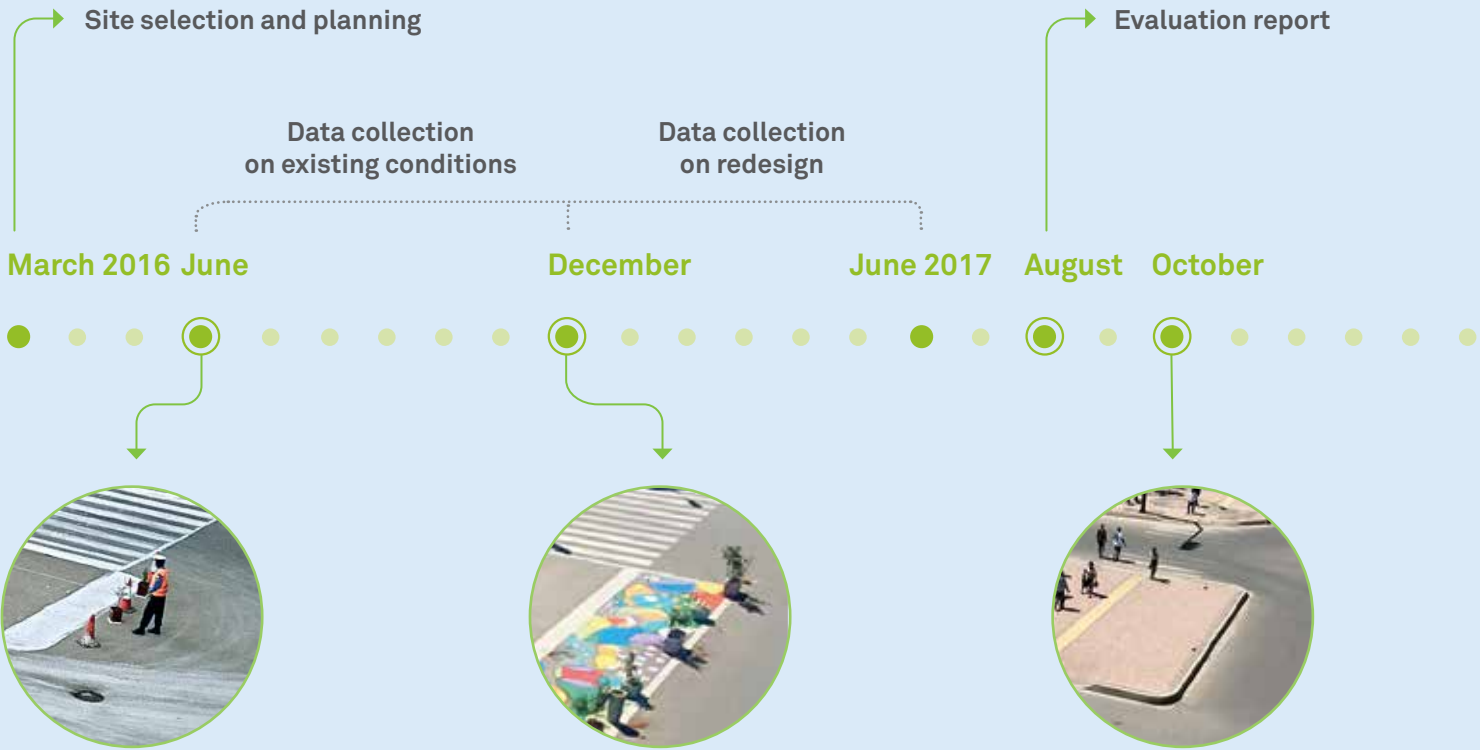 Site selection and planning
Evaluation report
Data collection
on existing conditions
Data collection
on redesign
March 2016
June
December
June 2017
August
October